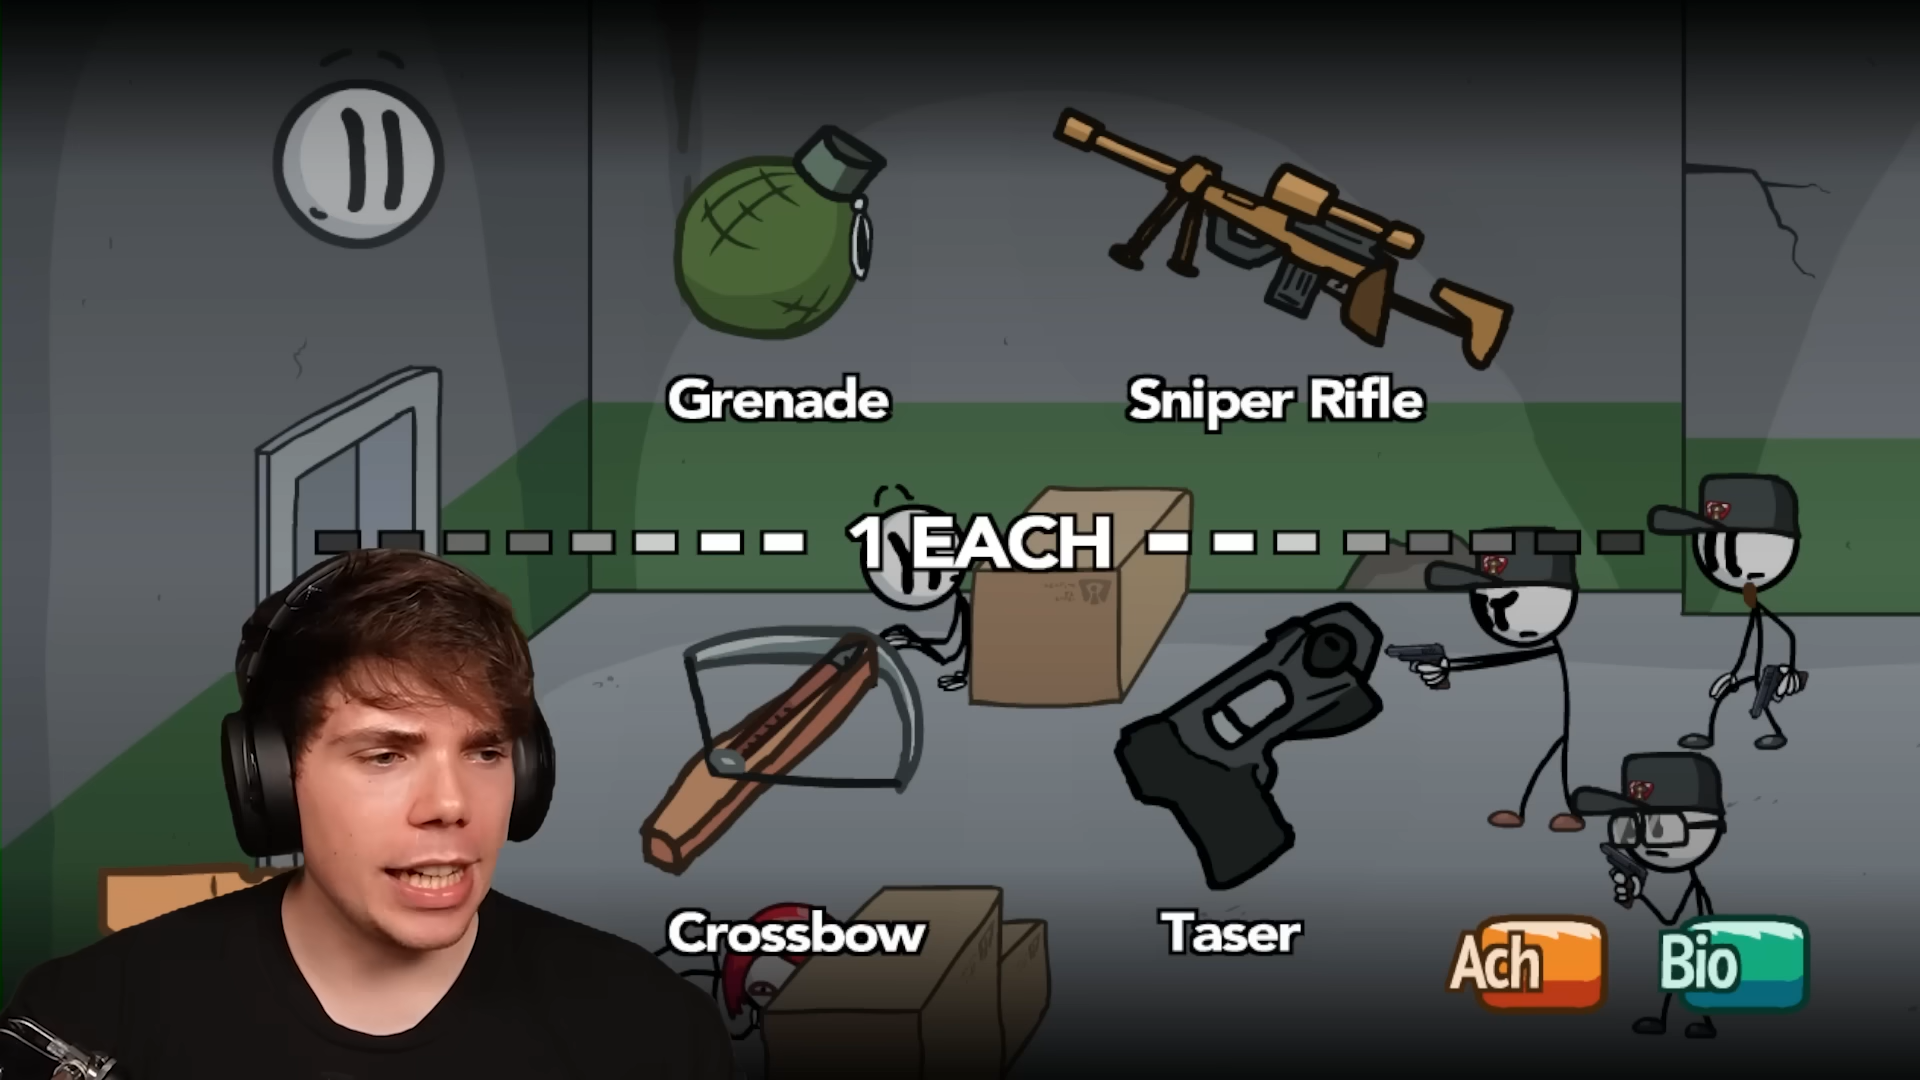 Grenade
Sniper Rifle
1 EACH
Crossbow
Taser
Ach
Bio